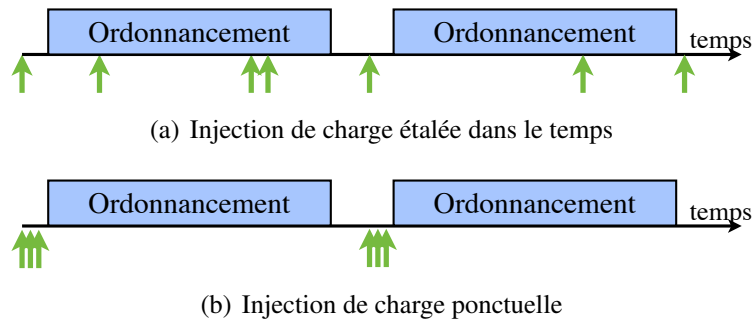 Ordonnancement Ordonnancement temps
(a) Injection de charge étalée dans le temps
Ordonnancement Ordonnancement temps
(b) Injection de charge ponctuelle